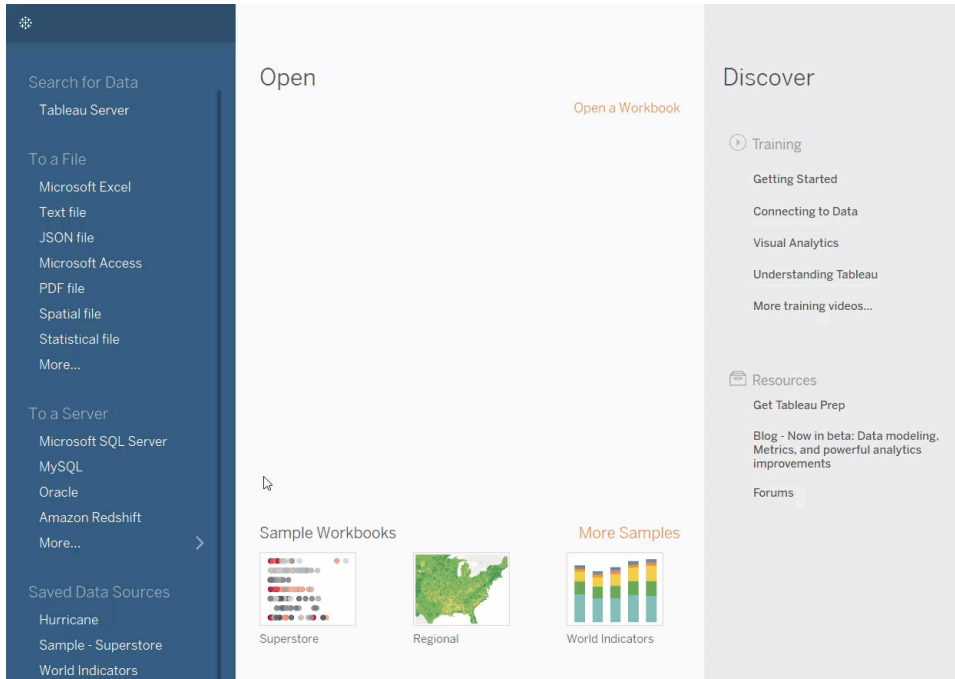 Search for Data
Tableau Server
To a File
Microsoft Excel
Text file
JSON file
Microsoft Access
PDF file
Spatial file
Statistical file
More...
To a Server
Microsoft SQL Server
MySQL
Oracle
Amazon Redshift
More...
Saved Data Sources
Hurricane
Sample - Superstore
World Indicators
Open
Open a Workbook
Sample Workbooks
More Samples
Superstore
Regional
World Indicators
Discover
Training
Getting Started
Connecting to Data
Visual Analytics
Understanding Tableau
More training videos...
Resources
Get Tableau Prep
Blog - Now in beta: Data modeling,
Metrics, and powerful analytics
improvements
Forums